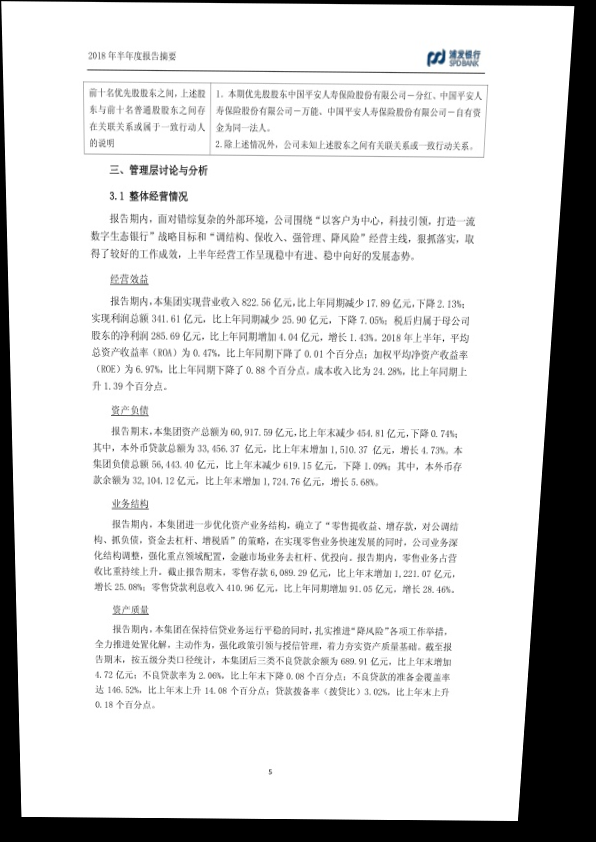 2018 年半年度报告摘要
浦发银行
SPD BANK
前十名优先股股东之间,上述股
东与前十名普通股股东之间存
在关联关系或属于一致行动人
的说明
1. 本期优先股股东中国平安人寿保险股份有限公司－分红、中国平安人
寿保险股份有限公司－万能、中国平安人寿保险股份有限公司－自有资
金为同一法人。
2.除上述情况外，公司未知上述股东之间有关联关系或一致行动关系。
三、管理层讨论与分析
3.1 整体经营情况
报告期内，面对错综复杂的外部环境，公司围绕“以客户为中心，科技引领，打造一流
数字生态银行”战略目标和“调结构、保收入、强管理、降风险”经营主线，狠抓落实，取
得了较好的工作成效，上半年经营工作呈现稳中有进、稳中向好的发展态势。
经营效益
报告期内,本集团实现营业收入 822.56 亿元,比上年同期减少 17.89 亿元,下降 2.13%;
实现利润总额 341.61 亿元，比上年同期减少 25.90 亿元，下降 7.05%；税后归属于母公司
股东的净利润 285.69 亿元，比上年同期增加 4.04 亿元，增长 1.43%。2018 年上半年，平均
总资产收益率（ROA）为 0.47%，比上年同期下降了 0.01 个百分点；加权平均净资产收益率
（ROE）为 6.97%，比上年同期下降了 0.88 个百分点。成本收入比为 24.28%，比上年同期上
升 1.39 个百分点。
资产负债
报告期末,本集团资产总额为 60,917.59 亿元，比上年末减少 454.81 亿元,下降 0.74%;
其中，本外币贷款总额为 33,456.37 亿元，比上年末增加 1,510.37 亿元，增长 4.73%。本
集团负债总额 56,443.40 亿元，比上年末减少 619.15 亿元，下降 1.09%；其中，本外币存
款余额为 32,104.12 亿元，比上年末增加 1,724.76 亿元，增长 5.68%。
业务结构
报告期内，本集团进一步优化资产业务结构，确立了“零售提收益、增存款，对公调结
构、抓负债，资金去杠杆、增税盾”的策略，在实现零售业务快速发展的同时，公司业务深
化结构调整，强化重点领域配置，金融市场业务去杠杆、优投向。报告期内，零售业务占营
收比重持续上升。截止报告期末，零售存款 6,089.29 亿元，比上年末增加 1,221.07 亿元，
增长 25.08%；零售贷款利息收入 410.96 亿元，比上年同期增加 91.05 亿元，增长 28.46%。
资产质量
报告期内,本集团在保持信贷业务运行平稳的同时,扎实推进“降风险”各项工作举措，
全力推进处置化解，主动作为，强化政策引领与授信管理，着力夯实资产质量基础。截至报
告期末，按五级分类口径统计，本集团后三类不良贷款余额为 689.91 亿元，比上年末增加
4.72 亿元；不良贷款率为 2.06%，比上年末下降 0.08 个百分点；不良贷款的准备金覆盖率
达 146.52%，比上年末上升 14.08 个百分点；贷款拨备率（拨贷比）3.02%，比上年末上升
0.18 个百分点。
5